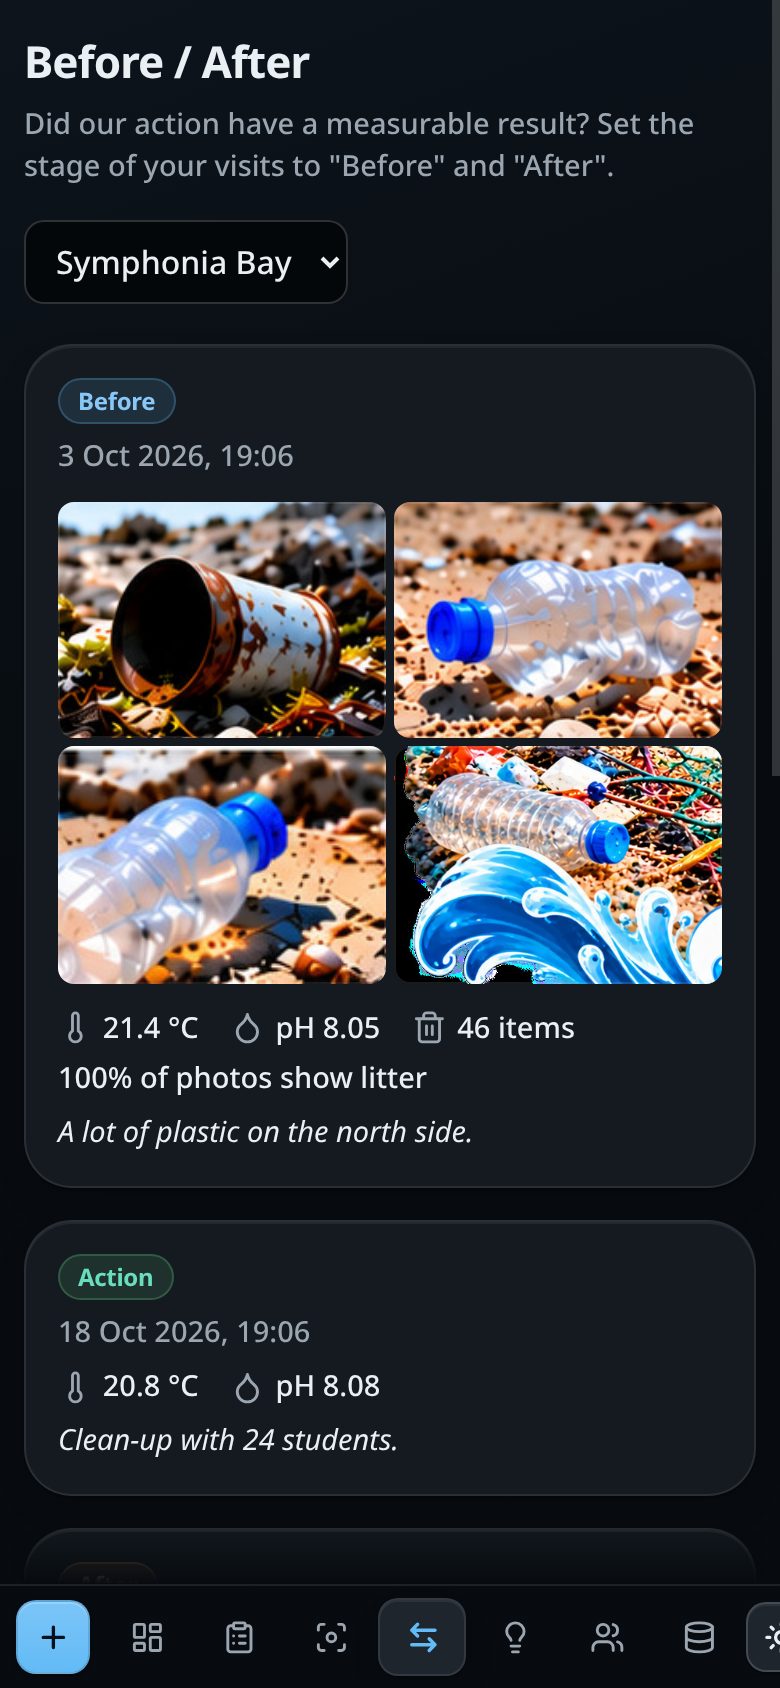 Before / After
Did our action have a measurable result? Set the
stage of your visits to "Before" and "After".
Symphonia Bay
Before
3 Oct 2026, 19:06
21.4 °C pH 8.05 46 items
100% of photos show litter
A lot of plastic on the north side.
Action
18 Oct 2026, 19:06
20.8 °C pH 8.08
Clean-up with 24 students.